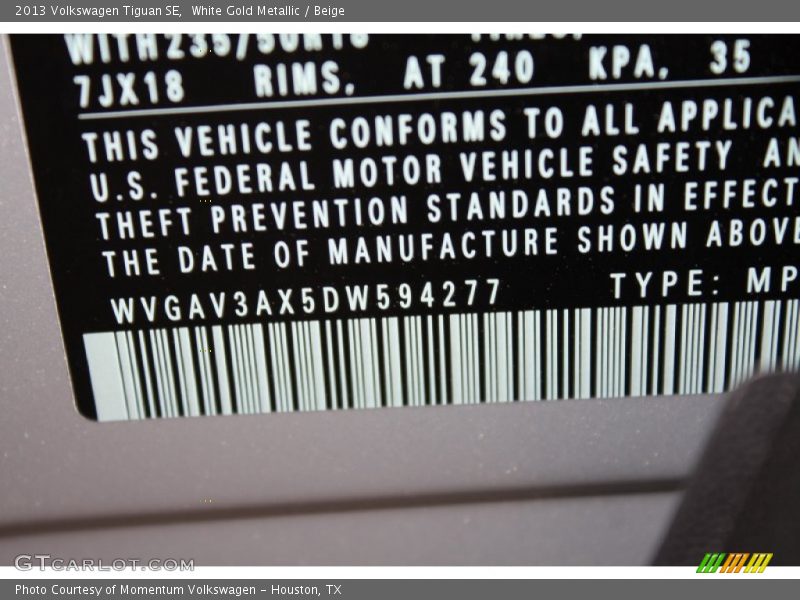 2013 Volkswagen Tiguan SE, White Gold Metallic / Beige
WITH235/50R18
7JX18 RIMS. AT 240 KPA. 35
THIS VEHICLE CONFORMS TO ALL APPLICA
U.S. FEDERAL MOTOR VEHICLE SAFETY AN
THEFT PREVENTION STANDARDS IN EFFECT
THE DATE OF MANUFACTURE SHOWN ABOVE
WVGAV3AX5DW594277 TYPE: MP
GTCARLOT.COM
Photo Courtesy of Momentum Volkswagen - Houston, TX